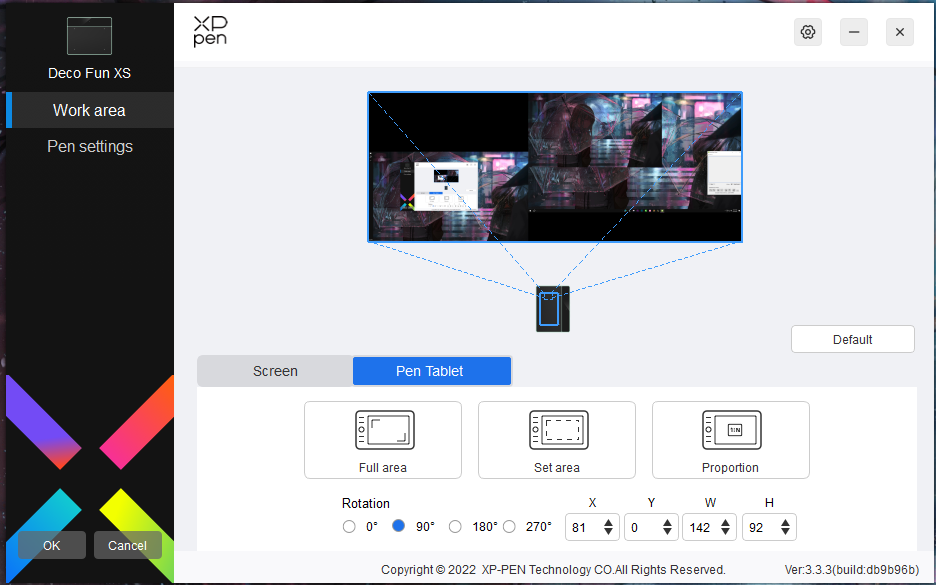 XP
pen
Deco Fun XS
Work area
Pen settings
Default
Screen
Pen Tablet
Full area
Set area
Proportion
Rotation
X
Y
W
H
0°
90°
180°
270°
81
0
142
92
OK
Cancel
Copyright © 2022 XP-PEN Technology CO.All Rights Reserved.
Ver:3.3.3(build:db9b96b)